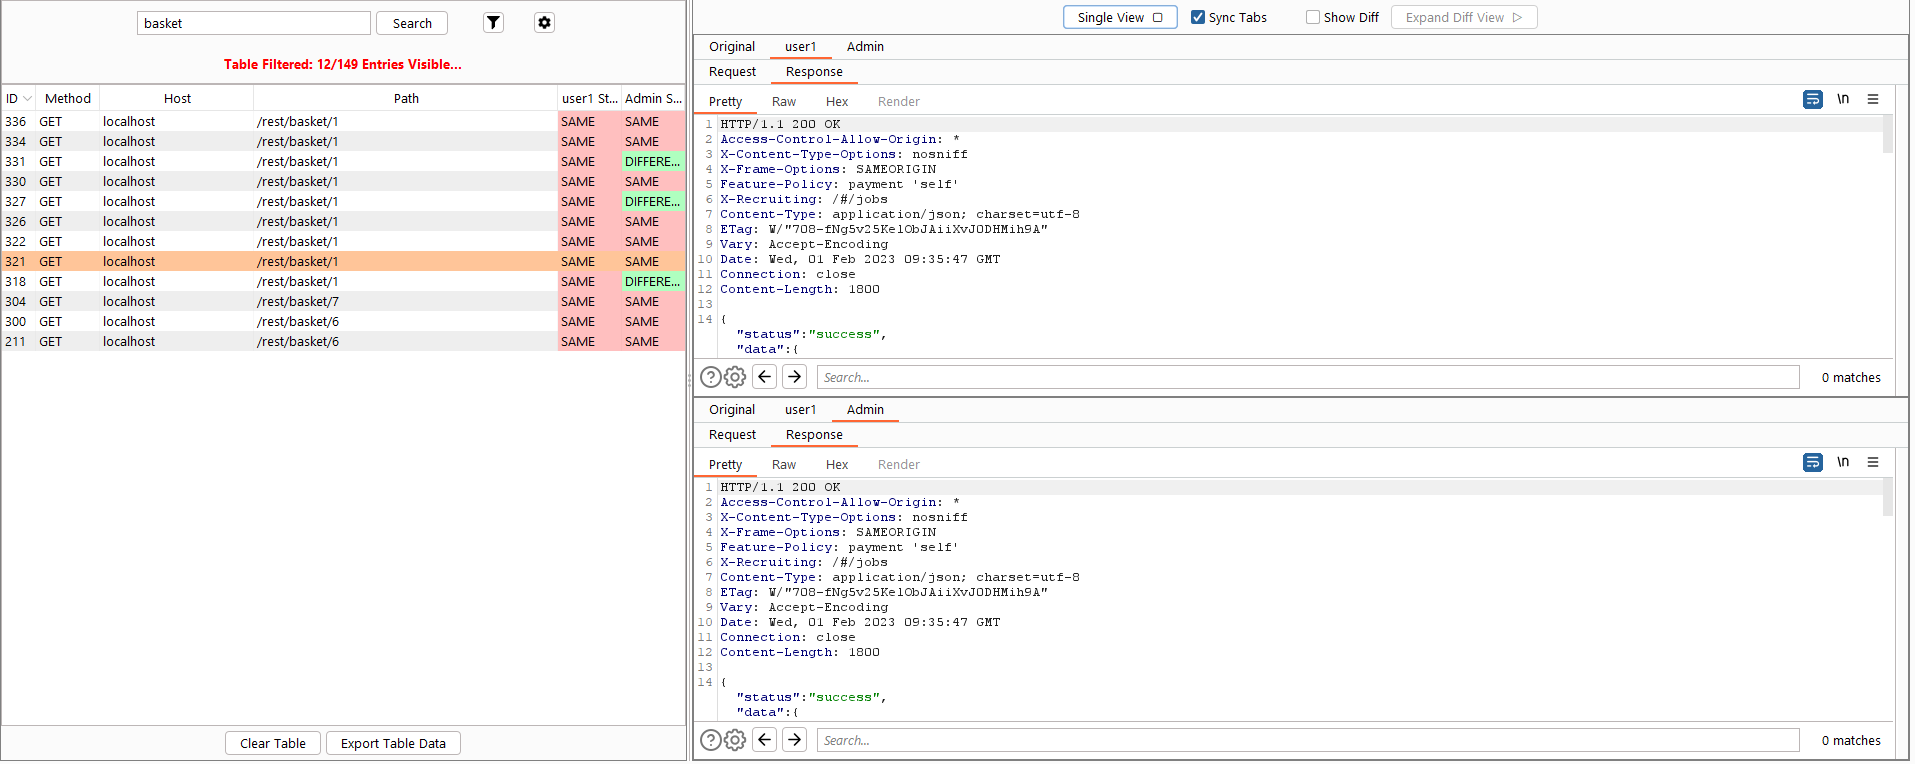 basket
Search
Table Filtered: 12/149 Entries Visible...
ID Method Host Path user1 St... Admin S...
336 GET localhost /rest/basket/1 SAME SAME
334 GET localhost /rest/basket/1 SAME SAME
331 GET localhost /rest/basket/1 SAME DIFFERE...
330 GET localhost /rest/basket/1 SAME SAME
327 GET localhost /rest/basket/1 SAME DIFFERE...
326 GET localhost /rest/basket/1 SAME SAME
322 GET localhost /rest/basket/1 SAME SAME
321 GET localhost /rest/basket/1 SAME SAME
318 GET localhost /rest/basket/1 SAME DIFFERE...
304 GET localhost /rest/basket/7 SAME SAME
300 GET localhost /rest/basket/6 SAME SAME
211 GET localhost /rest/basket/6 SAME SAME
Clear Table Export Table Data
Single View Sync Tabs Show Diff Expand Diff View
Original user1 Admin
Request Response
Pretty Raw Hex Render \n
1 HTTP/1.1 200 OK
2 Access-Control-Allow-Origin: *
3 X-Content-Type-Options: nosniff
4 X-Frame-Options: SAMEORIGIN
5 Feature-Policy: payment 'self'
6 X-Recruiting: /#/jobs
7 Content-Type: application/json; charset=utf-8
8 ETag: W/"708-fNg5v25KelObJAiiXvJ0DHMih9A"
9 Vary: Accept-Encoding
10 Date: Wed, 01 Feb 2023 09:35:47 GMT
11 Connection: close
12 Content-Length: 1800
13
14 {
"status":"success",
"data":{
? Search... 0 matches
Original user1 Admin
Request Response
Pretty Raw Hex Render \n
1 HTTP/1.1 200 OK
2 Access-Control-Allow-Origin: *
3 X-Content-Type-Options: nosniff
4 X-Frame-Options: SAMEORIGIN
5 Feature-Policy: payment 'self'
6 X-Recruiting: /#/jobs
7 Content-Type: application/json; charset=utf-8
8 ETag: W/"708-fNg5v25KelObJAiiXvJ0DHMih9A"
9 Vary: Accept-Encoding
10 Date: Wed, 01 Feb 2023 09:35:47 GMT
11 Connection: close
12 Content-Length: 1800
13
14 {
"status":"success",
"data":{
? Search... 0 matches